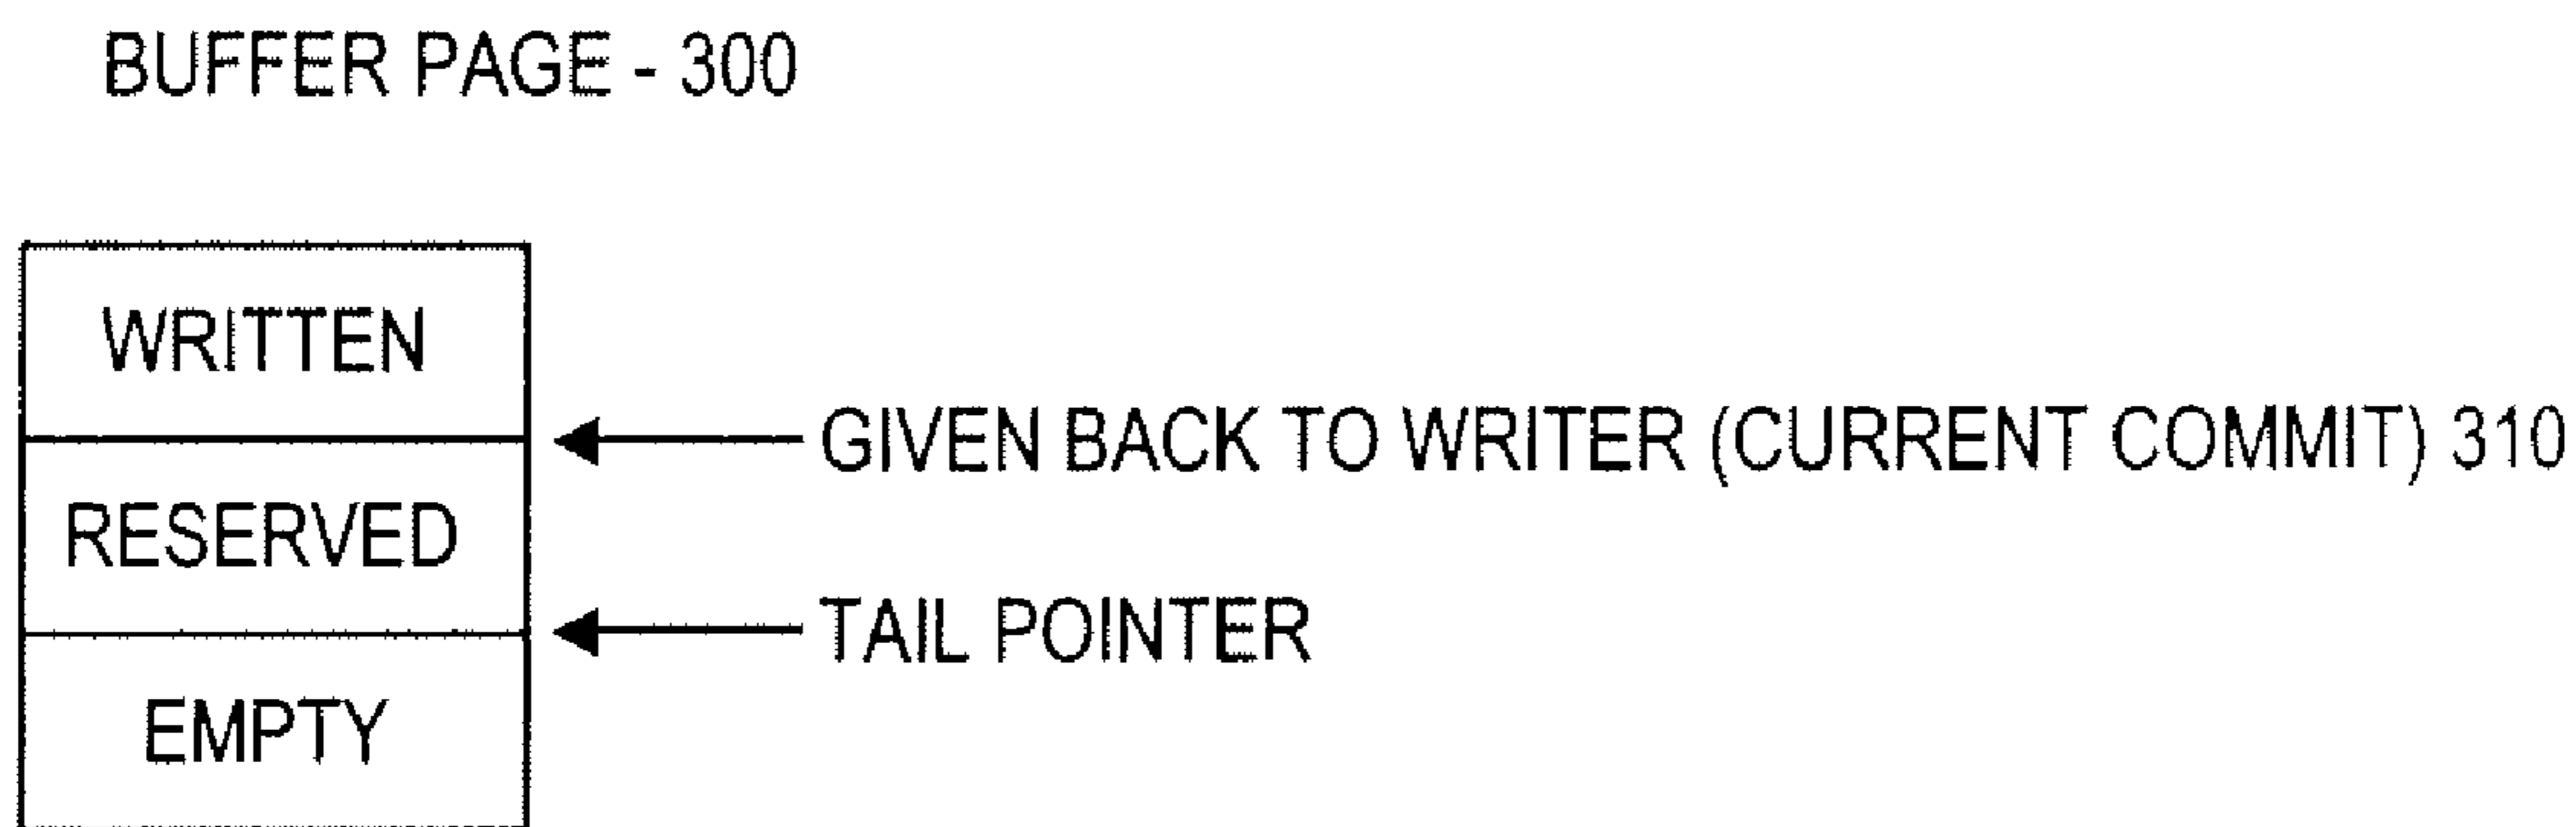 BUFFER PAGE - 300
WRITTEN
GIVEN BACK TO WRITER (CURRENT COMMIT) 310
RESERVED
TAIL POINTER
EMPTY